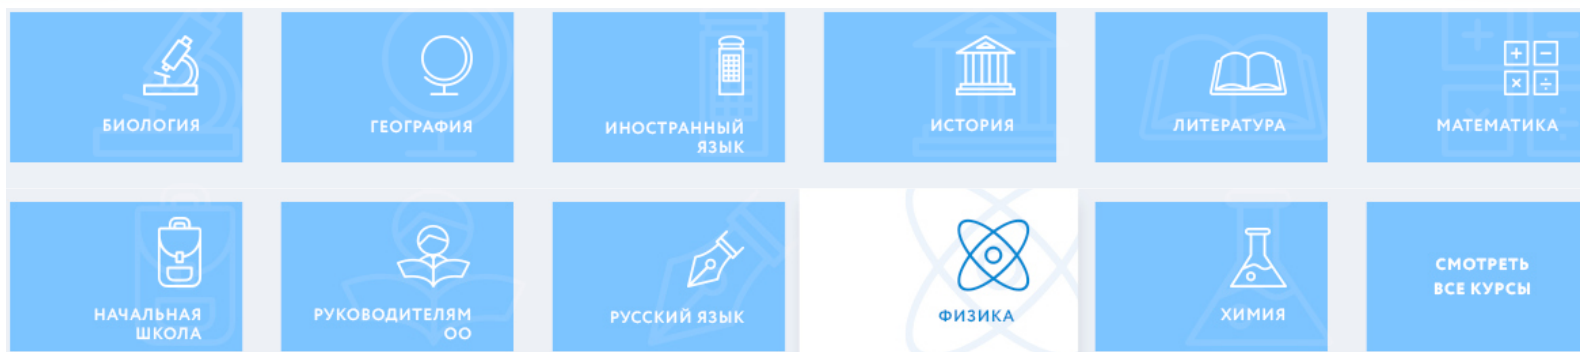 БИОЛОГИЯ
ГЕОГРАФИЯ
ИНОСТРАННЫЙ
ЯЗЫК
ИСТОРИЯ
ЛИТЕРАТУРА
МАТЕМАТИКА
НАЧАЛЬНАЯ
ШКОЛА
РУКОВОДИТЕЛЯМ
ОО
РУССКИЙ ЯЗЫК
ФИЗИКА
ХИМИЯ
СМОТРЕТЬ
ВСЕ КУРСЫ